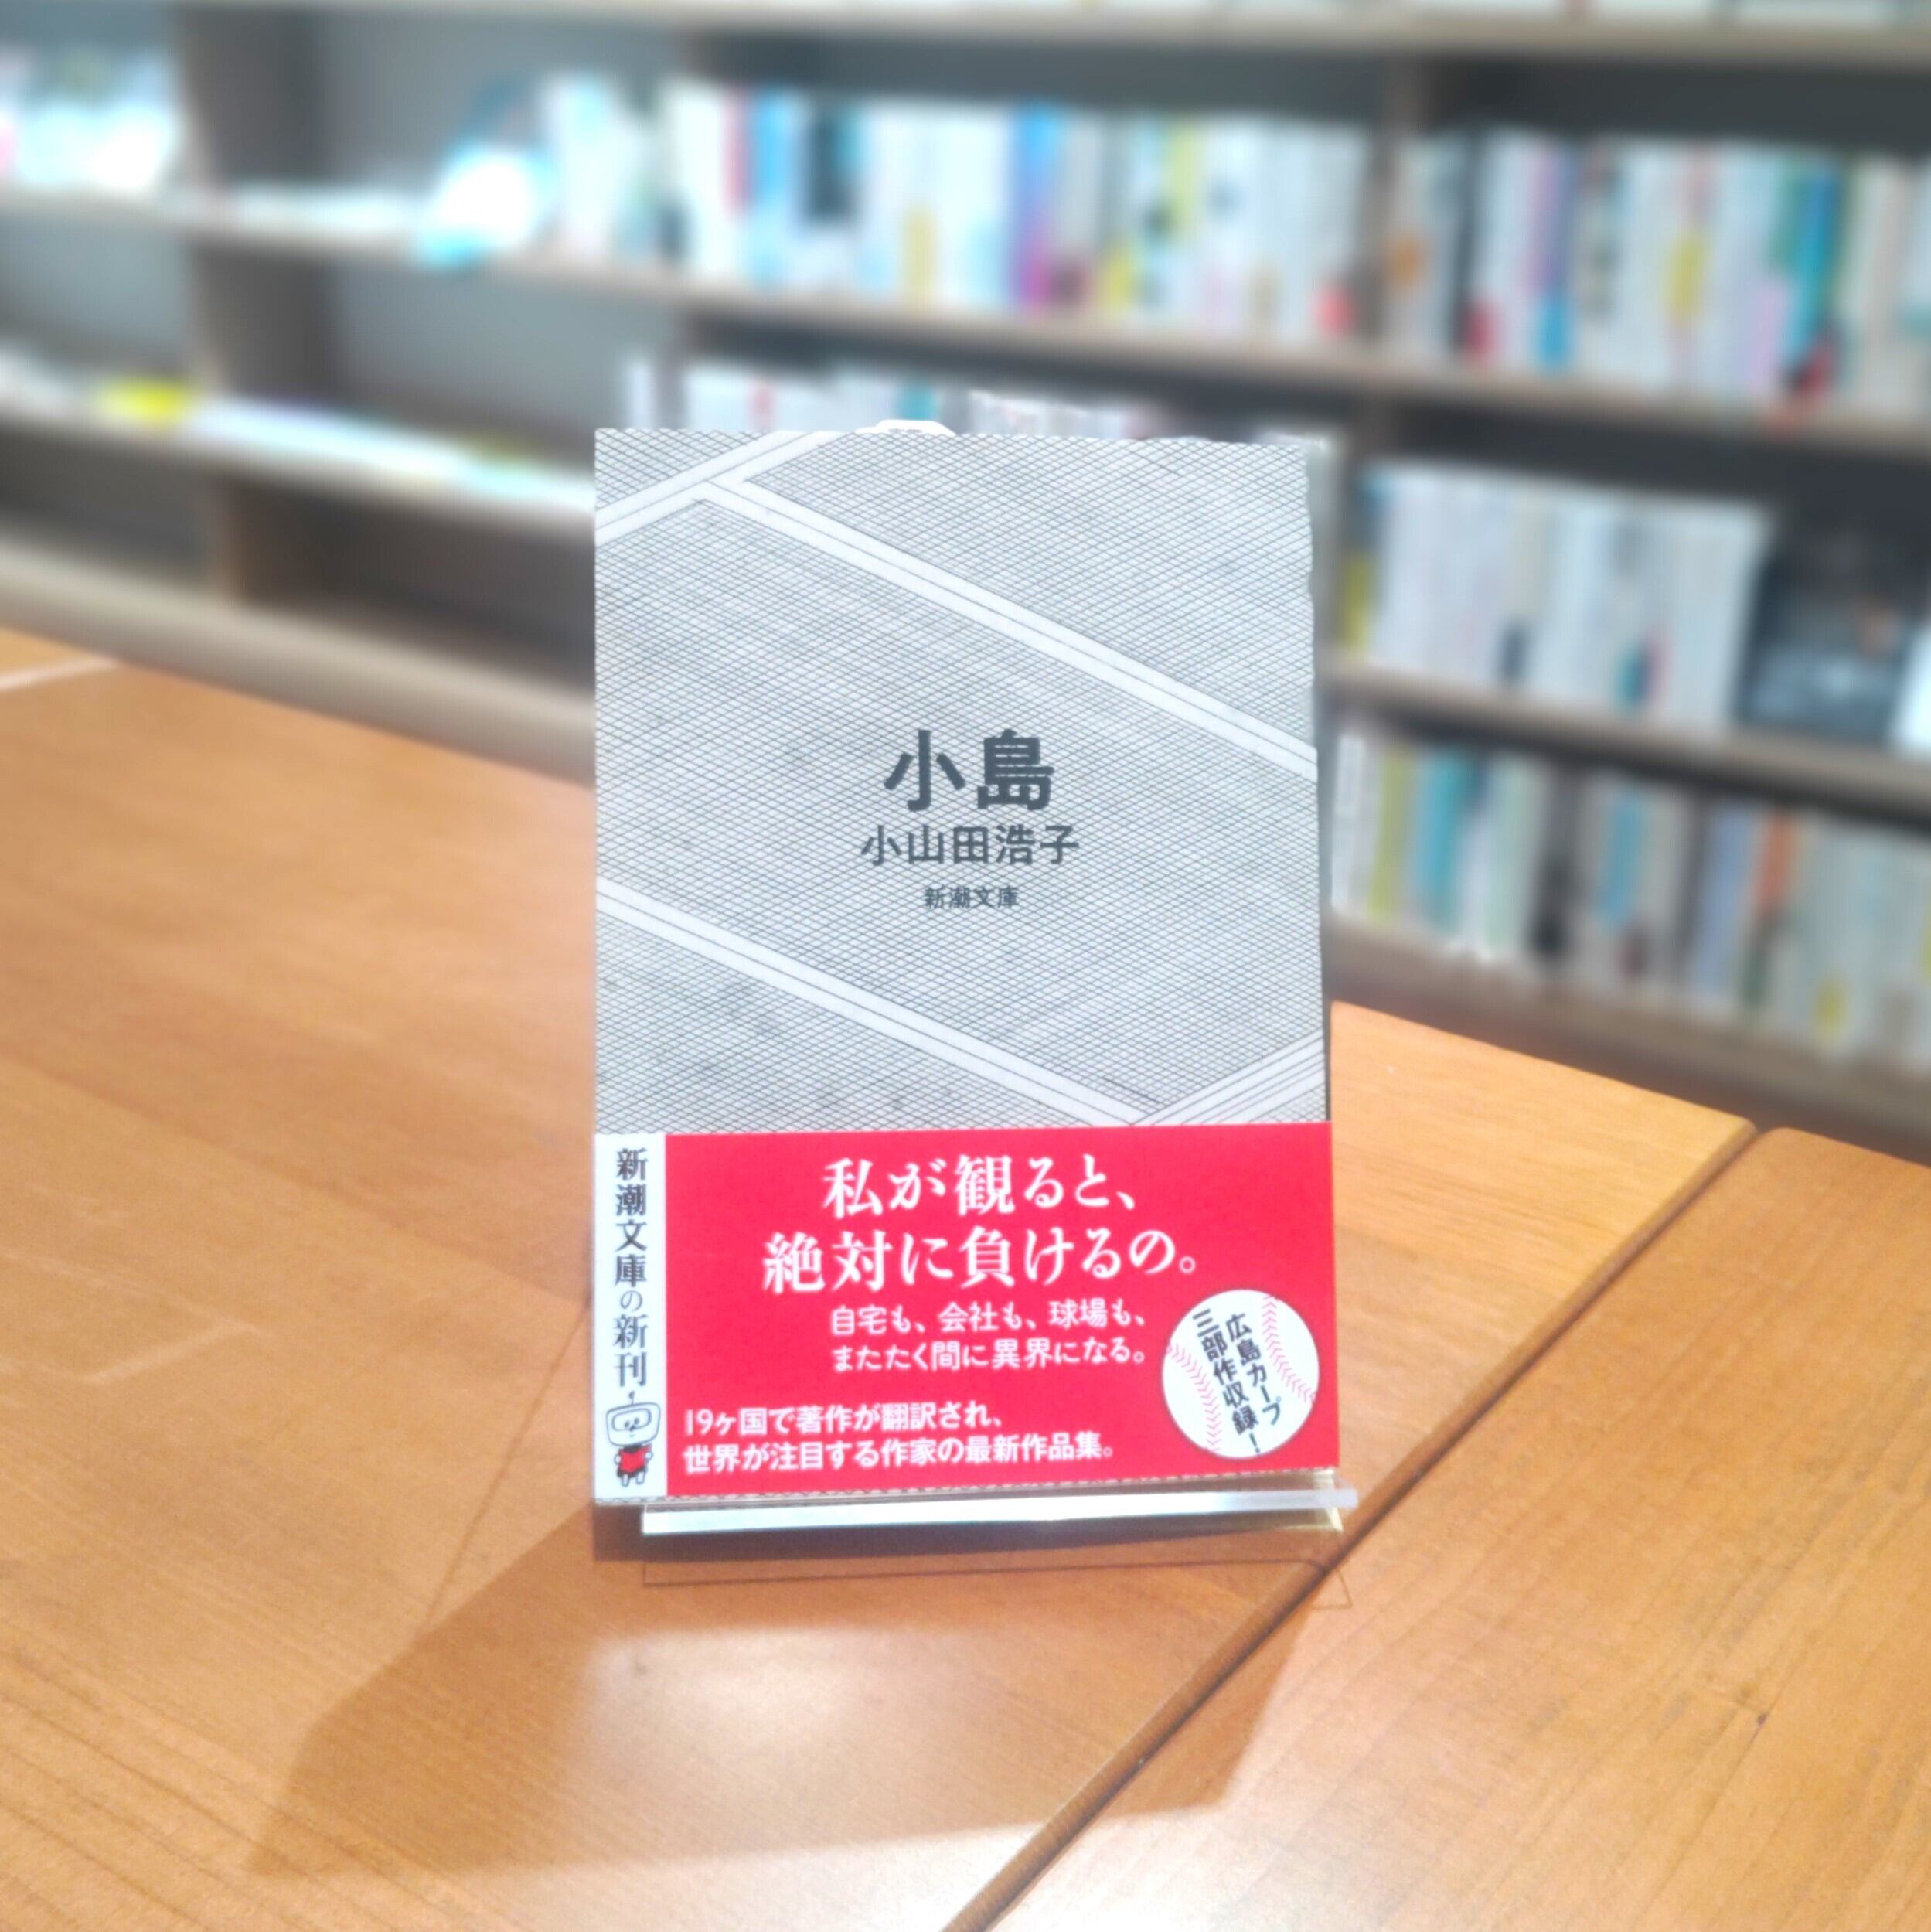 小島
小山田浩子
新潮文庫
新潮文庫の新刊
私が観ると、
絶対に負けるの。
自宅も、会社も、球場も、
またたく間に異界になる。
広島カープ
三部作収録！
19ヶ国で著作が翻訳され、
世界が注目する作家の最新作品集。